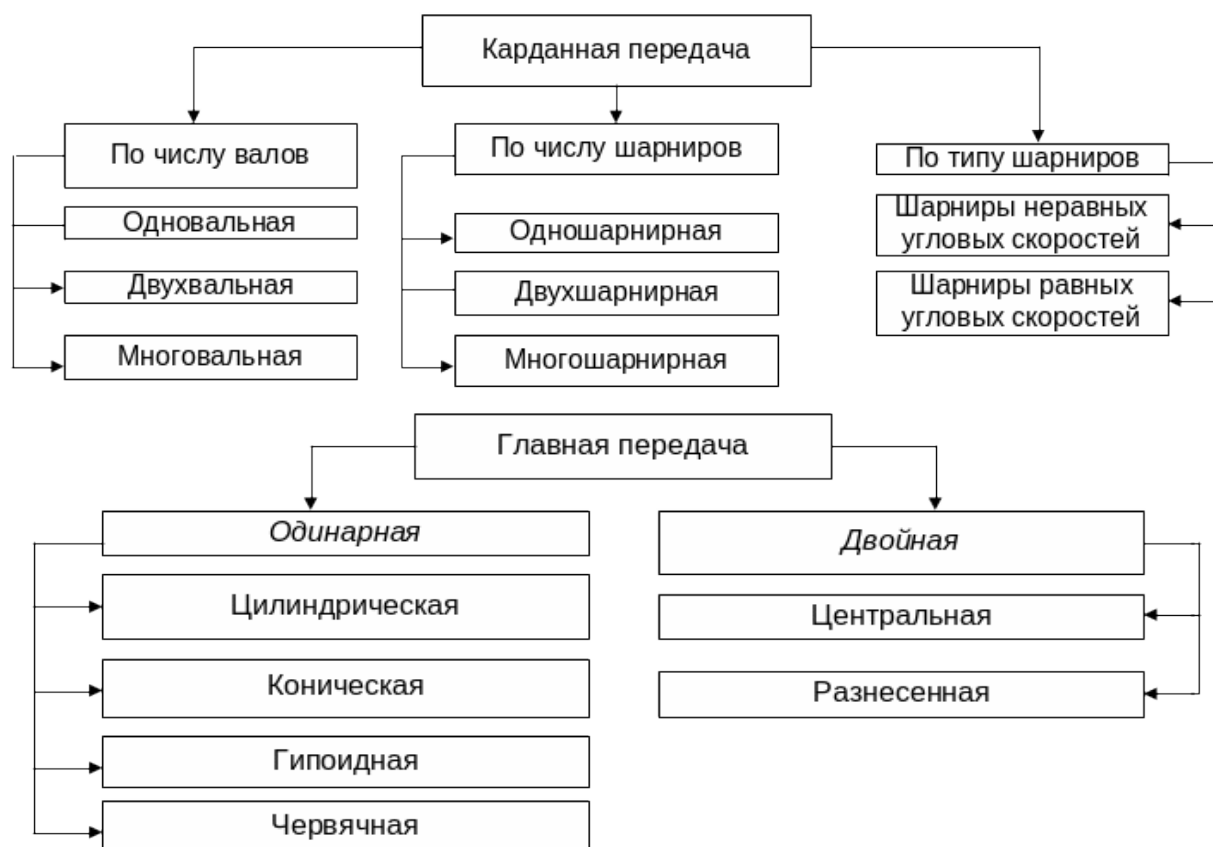 Карданная передача
По числу валов
Одновальная
Двухвальная
Многовальная
По числу шарниров
Одношарнирная
Двухшарнирная
Многошарнирная
По типу шарниров
Шарниры неравных
угловых скоростей
Шарниры равных
угловых скоростей
Главная передача
Одинарная
Цилиндрическая
Коническая
Гипоидная
Червячная
Двойная
Центральная
Разнесенная